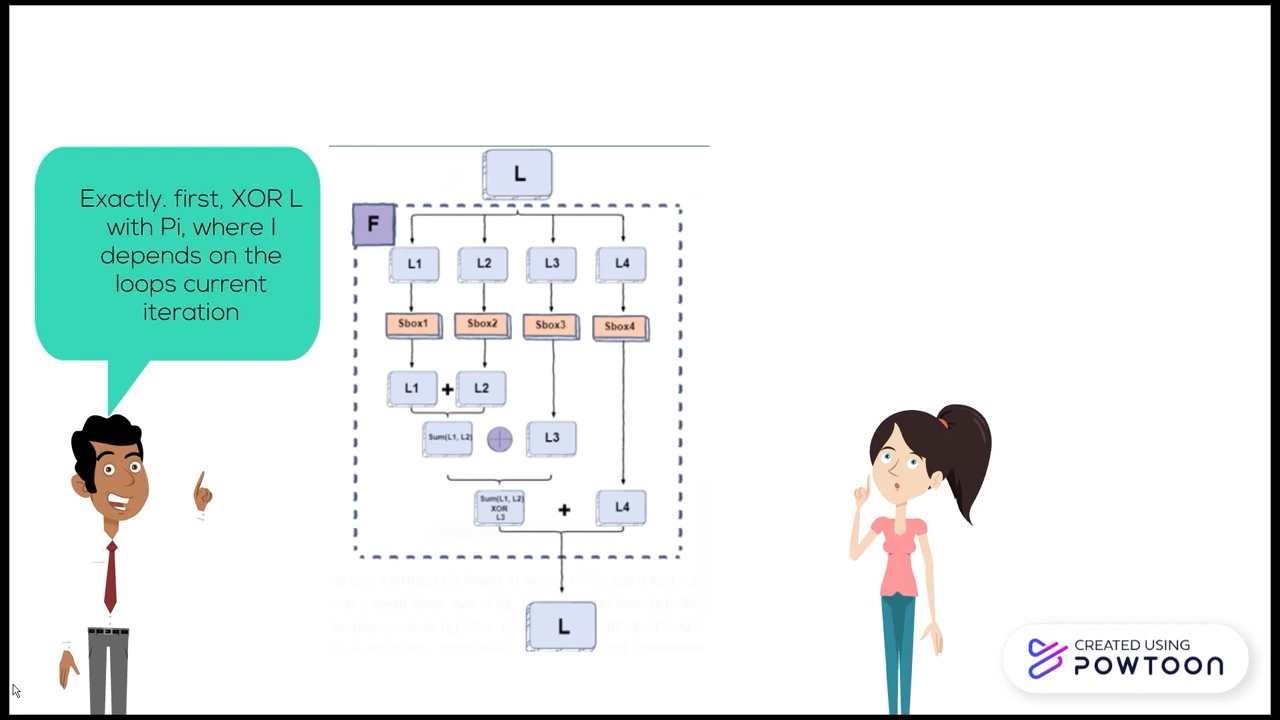 Exactly. first, XOR L
with Pi, where I
depends on the
loops current
iteration
L
F
L1 L2 L3 L4
Sbox1 Sbox2 Sbox3 Sbox4
L1 + L2
Sum(L1, L2) L3
Sum(L1, L2)
XOR
L3
+ L4
L
CREATED USING
POWTOON